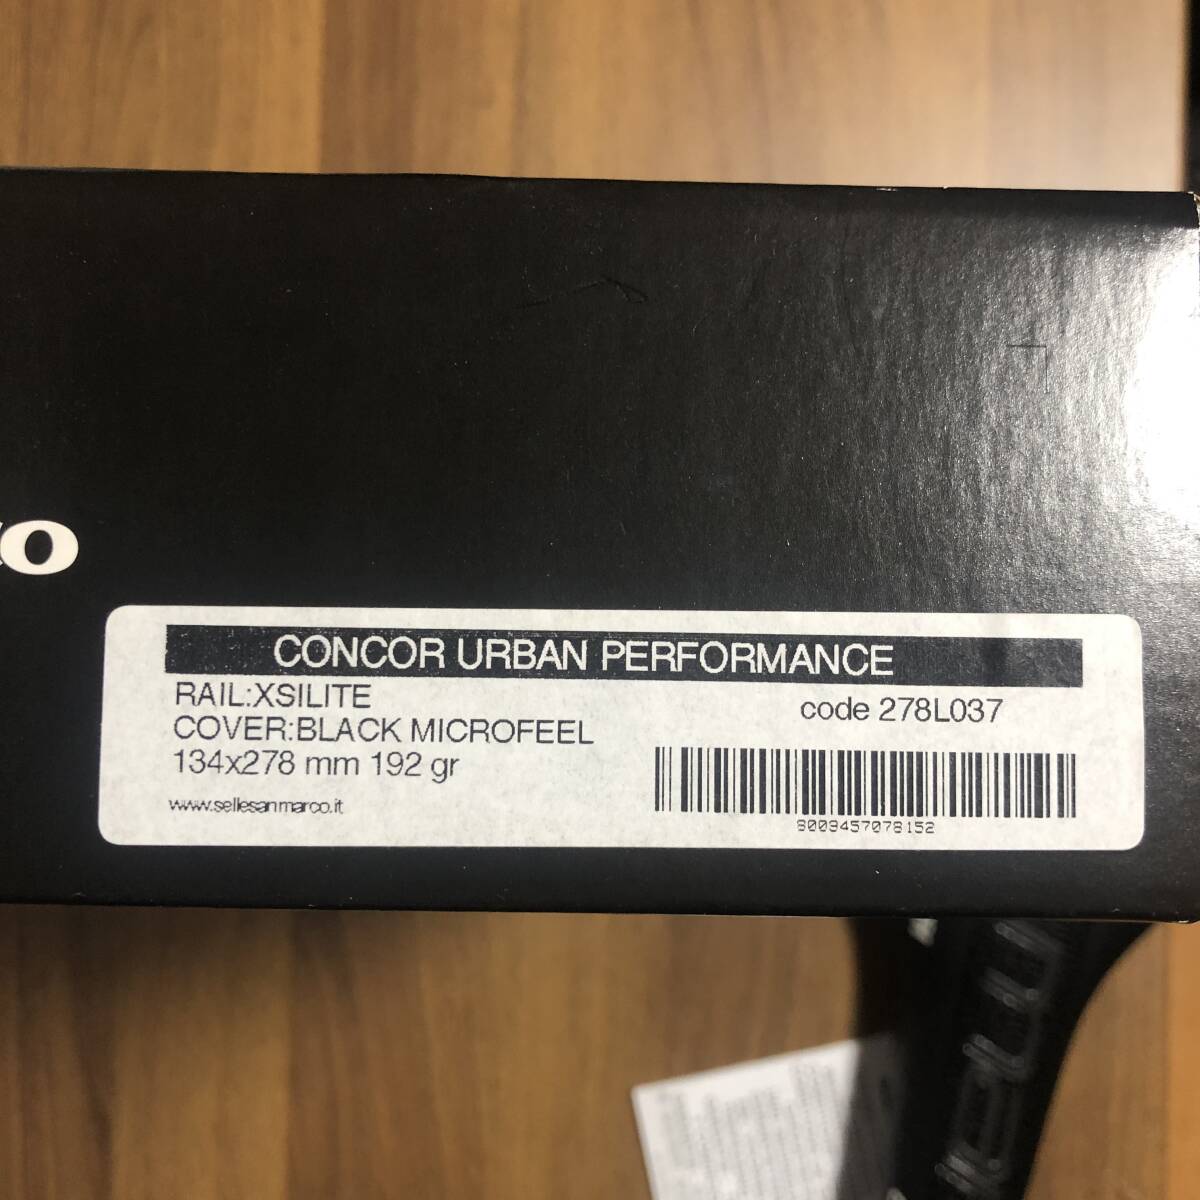 CONCOR URBAN PERFORMANCE
RAIL:XSILITE
code 278L037
COVER:BLACK MICROFEEL
134x278 mm 192 gr
www.sellesanmarco.it
8009457078152